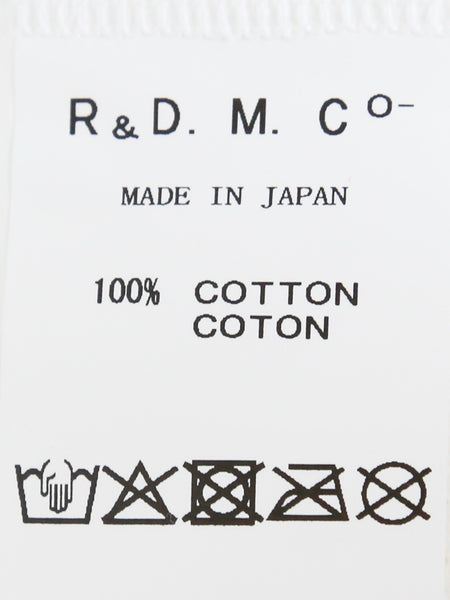 R & D. M. Cº-
MADE IN JAPAN
100% COTTON
COTON